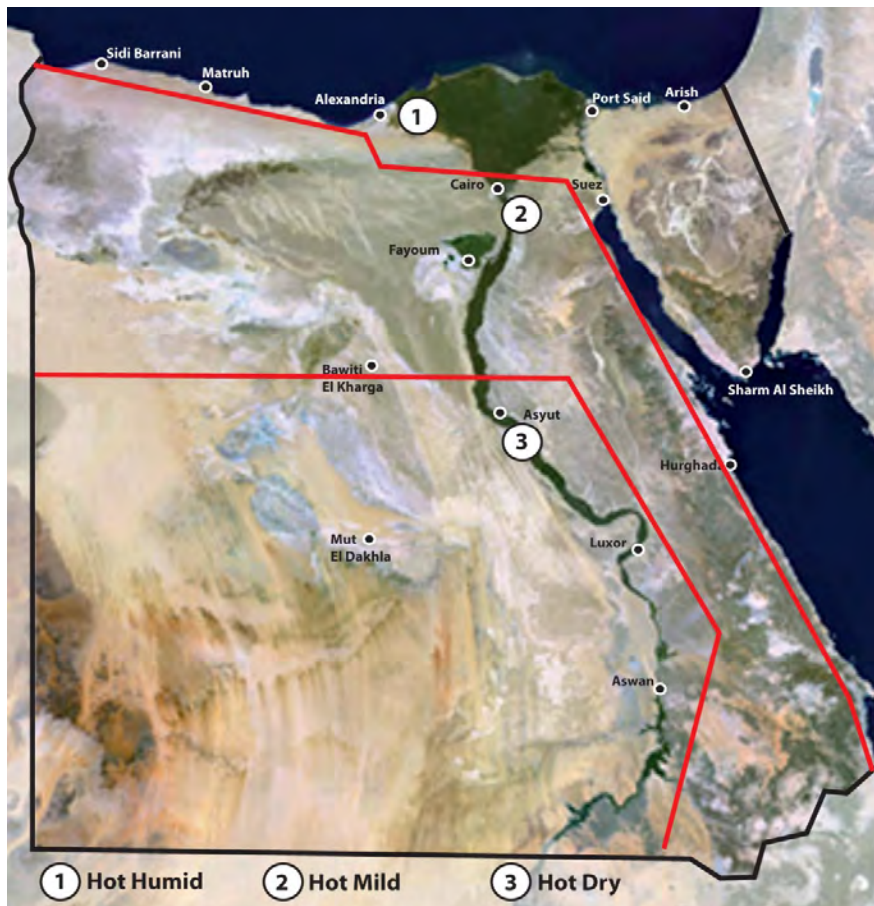 Sidi Barrani
Matruh
Alexandria
1
Port Said
Arish
Cairo
Suez
2
Fayoum
Bawiti
El Kharga
Asyut
3
Sharm Al Sheikh
Hurghada
Mut
El Dakhla
Luxor
Aswan
1 Hot Humid
2 Hot Mild
3 Hot Dry